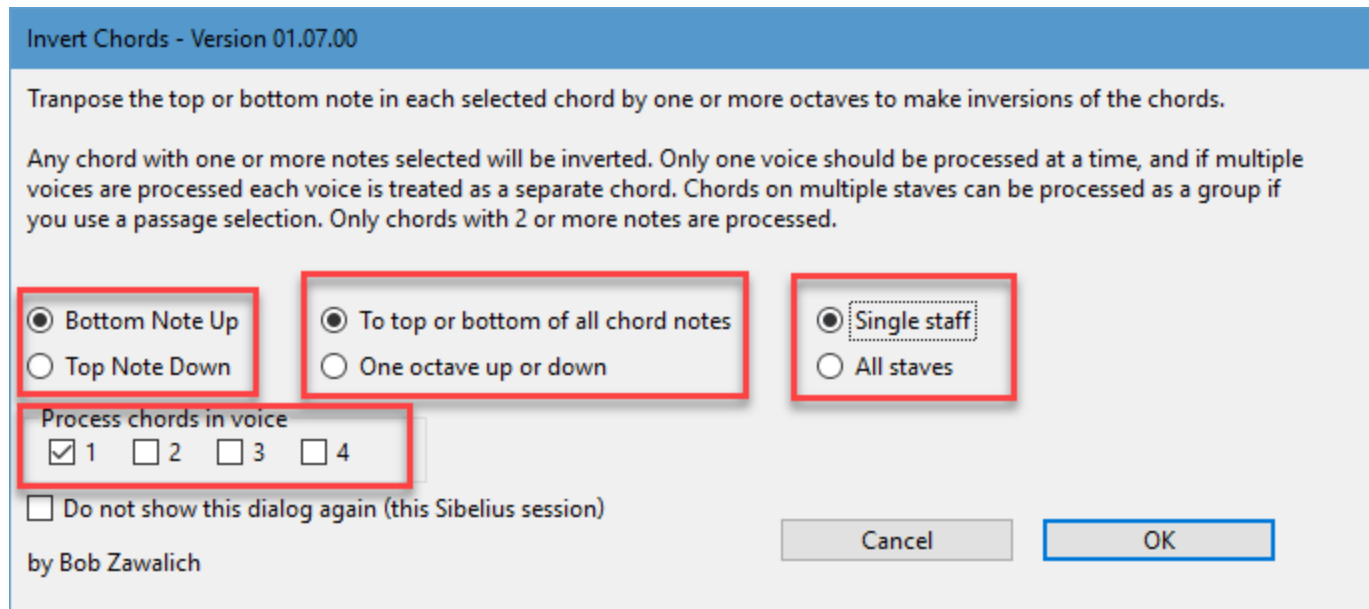 Invert Chords - Version 01.07.00
Tranpose the top or bottom note in each selected chord by one or more octaves to make inversions of the chords.
Any chord with one or more notes selected will be inverted. Only one voice should be processed at a time, and if multiple
voices are processed each voice is treated as a separate chord. Chords on multiple staves can be processed as a group if
you use a passage selection. Only chords with 2 or more notes are processed.
Bottom Note Up
Top Note Down
To top or bottom of all chord notes
One octave up or down
Single staff
All staves
Process chords in voice
1 2 3 4
Do not show this dialog again (this Sibelius session)
Cancel OK
by Bob Zawalich